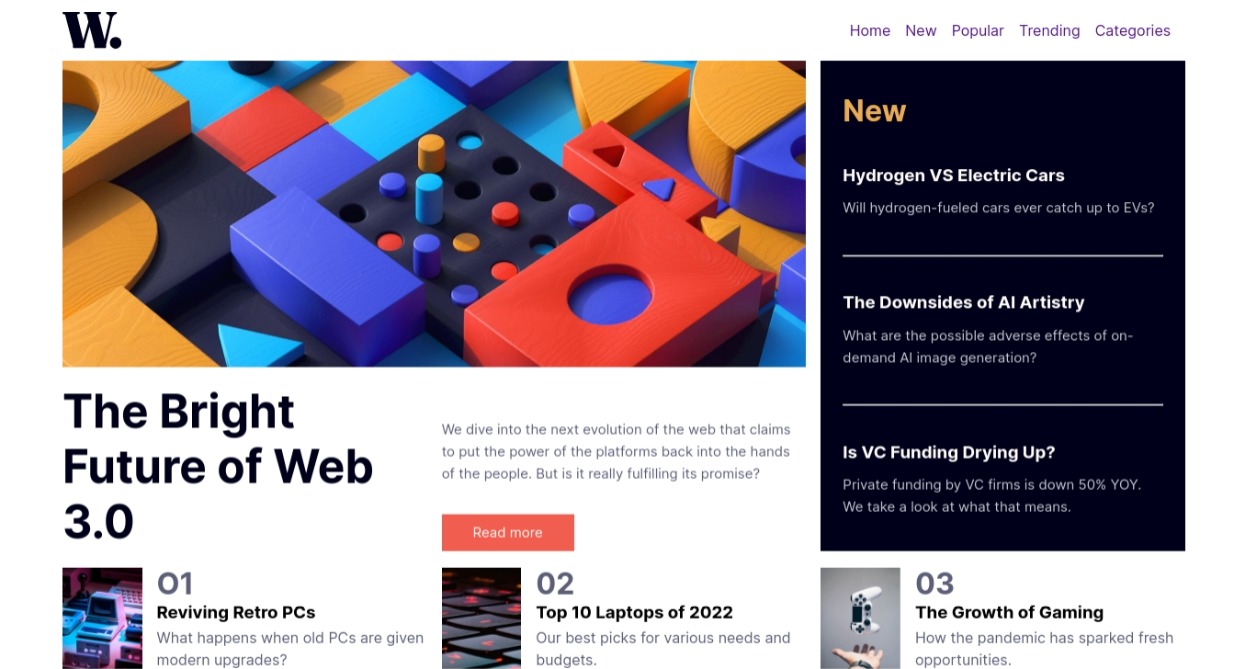 W.
Home New Popular Trending Categories
The Bright
Future of Web
3.0
We dive into the next evolution of the web that claims
to put the power of the platforms back into the hands
of the people. But is it really fulfilling its promise?
Read more
New
Hydrogen VS Electric Cars
Will hydrogen-fueled cars ever catch up to EVs?
The Downsides of AI Artistry
What are the possible adverse effects of on-
demand AI image generation?
Is VC Funding Drying Up?
Private funding by VC firms is down 50% YOY.
We take a look at what that means.
01
Reviving Retro PCs
What happens when old PCs are given
modern upgrades?
02
Top 10 Laptops of 2022
Our best picks for various needs and
budgets.
03
The Growth of Gaming
How the pandemic has sparked fresh
opportunities.